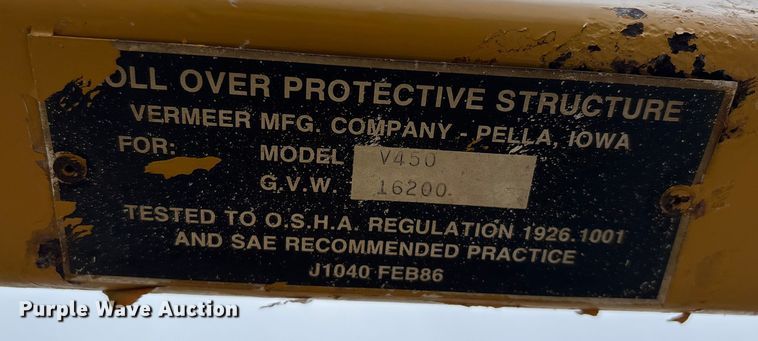 OLL OVER PROTECTIVE STRUCTURE
VERMEER MFG. COMPANY - PELLA, IOWA
FOR: MODEL V450
G.V.W. 16200
TESTED TO O.S.H.A. REGULATION 1926.1001
AND SAE RECOMMENDED PRACTICE
J1040 FEB86
Purple Wave Auction